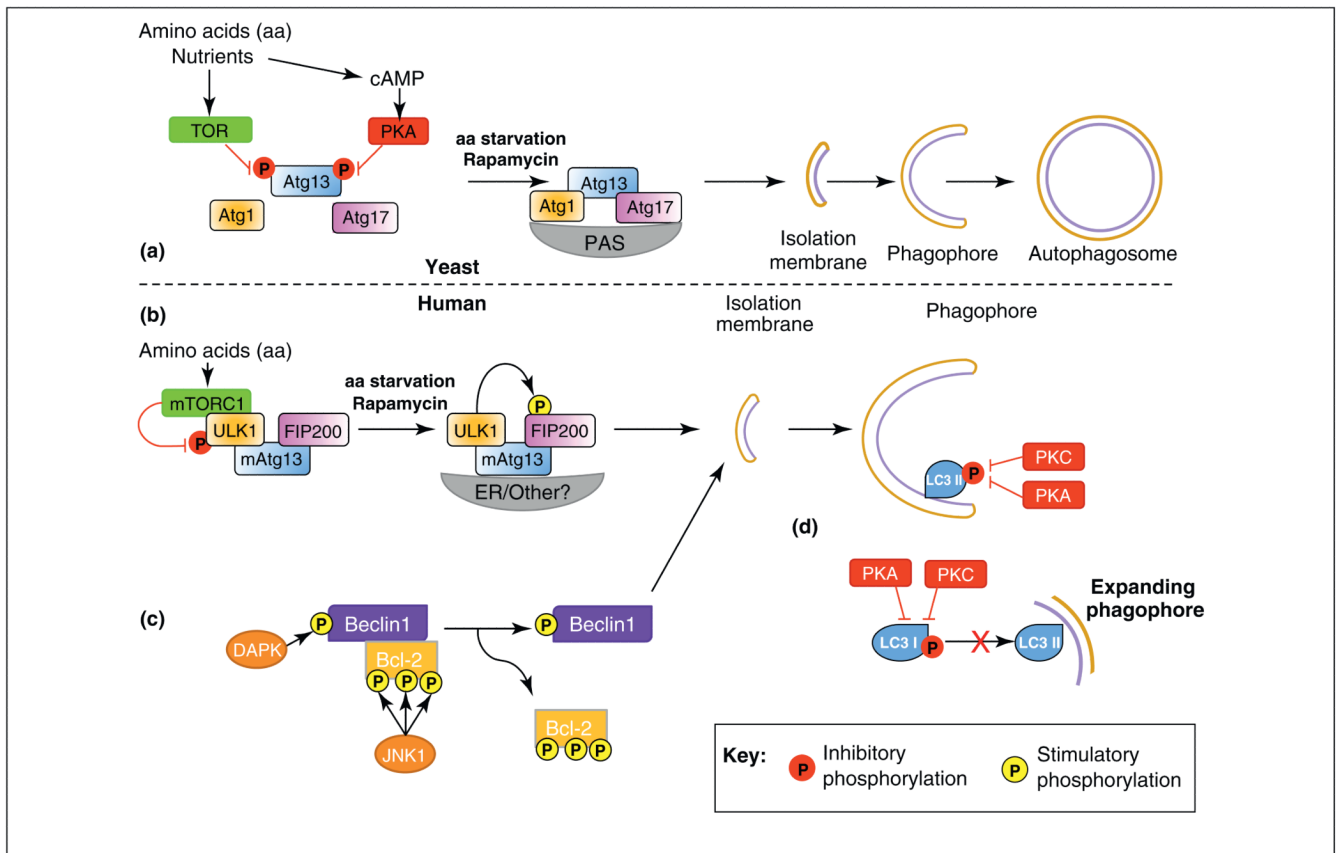 Amino acids (aa)
Nutrients
cAMP
TOR
PKA
P
P
Atg13
Atg1
Atg17
aa starvation
Rapamycin
Atg13
Atg1
Atg17
PAS
Isolation
membrane
Phagophore
Autophagosome
(a)
Yeast
Human
(b)
Isolation
membrane
Phagophore
Amino acids (aa)
mTORC1
P
ULK1
FIP200
mAtg13
aa starvation
Rapamycin
P
ULK1
FIP200
mAtg13
ER/Other?
LC3 II
P
PKC
PKA
(d)
PKA
PKC
Expanding
phagophore
LC3 I
P
X
LC3 II
(c)
DAPK
P
Beclin1
Bcl-2
P P P
JNK1
P
Beclin1
Bcl-2
P P P
Key:
P
Inhibitory
phosphorylation
P
Stimulatory
phosphorylation